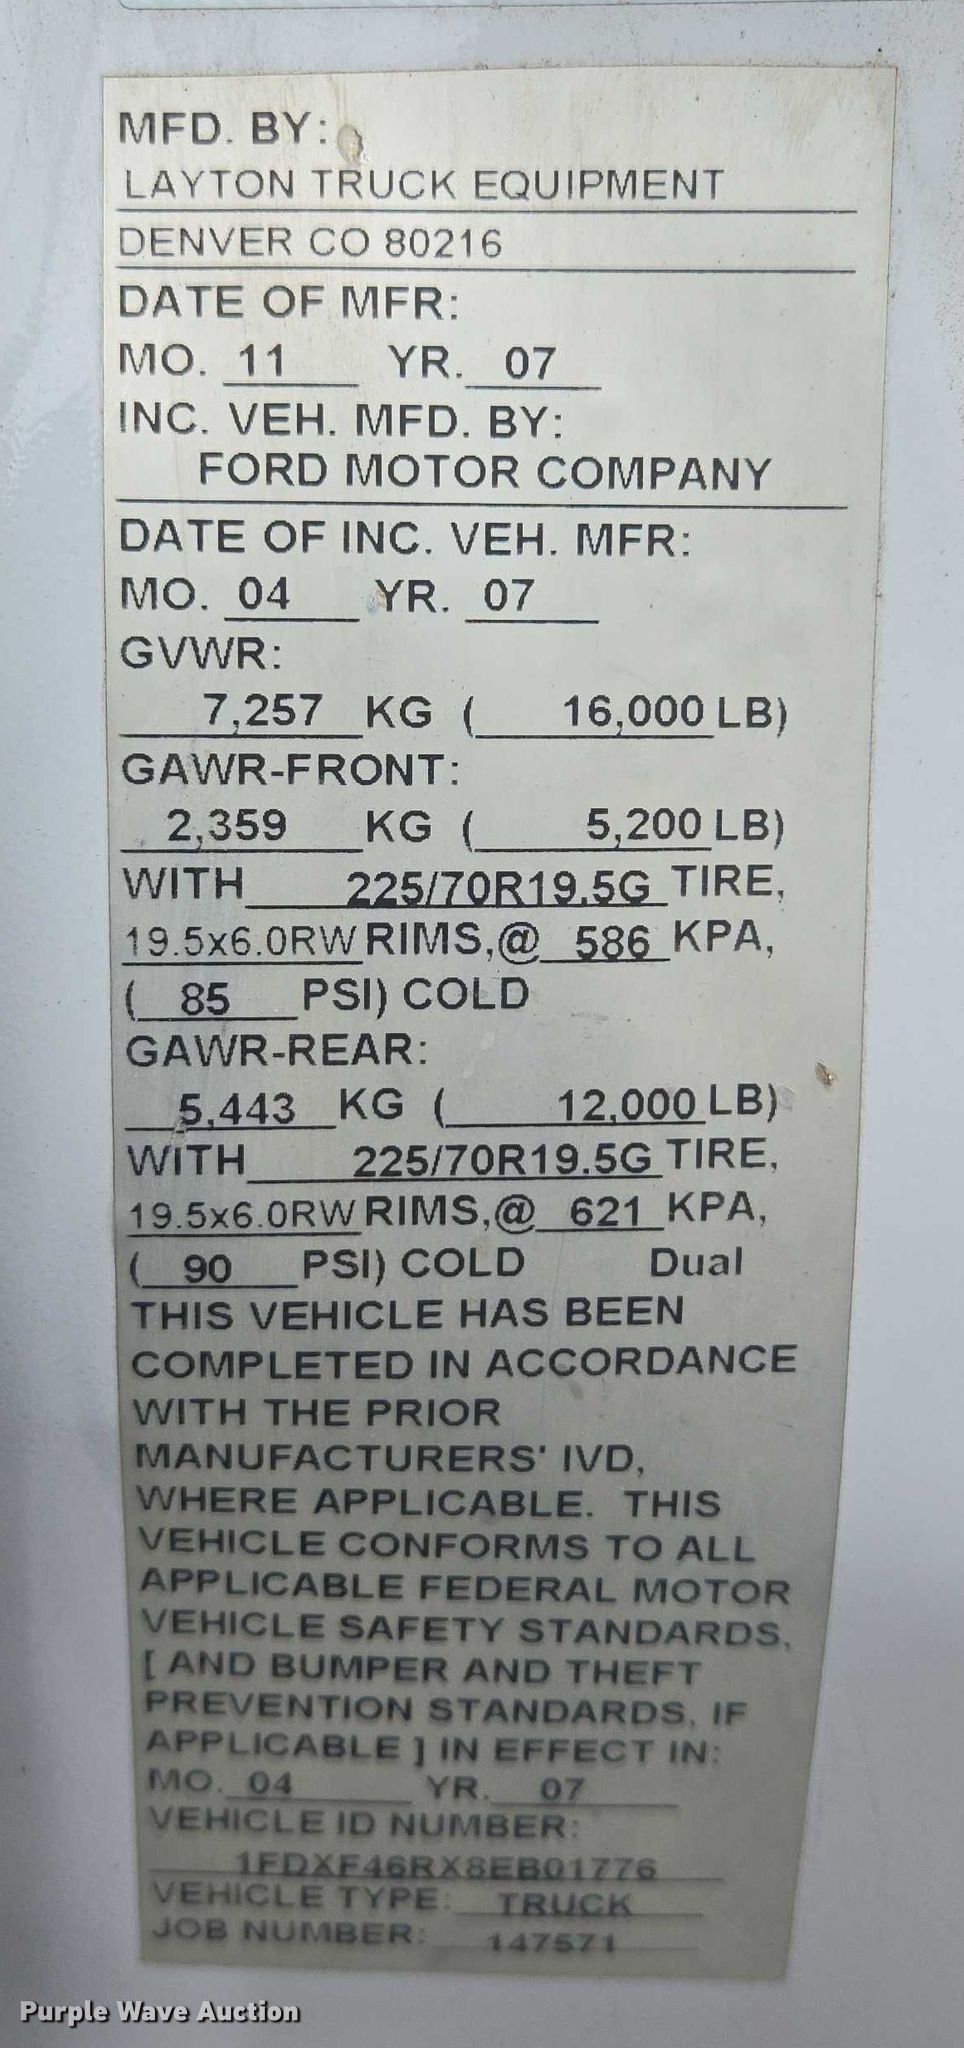 MFD. BY:
LAYTON TRUCK EQUIPMENT
DENVER CO 80216
DATE OF MFR:
MO. 11 YR. 07
INC. VEH. MFD. BY:
FORD MOTOR COMPANY
DATE OF INC. VEH. MFR:
MO. 04 YR. 07
GVWR:
7,257 KG ( 16,000 LB)
GAWR-FRONT:
2,359 KG ( 5,200 LB)
WITH 225/70R19.5G TIRE,
19.5x6.0RW RIMS,@ 586 KPA,
( 85 PSI) COLD
GAWR-REAR:
5,443 KG ( 12,000 LB)
WITH 225/70R19.5G TIRE,
19.5x6.0RW RIMS,@ 621 KPA,
( 90 PSI) COLD Dual
THIS VEHICLE HAS BEEN
COMPLETED IN ACCORDANCE
WITH THE PRIOR
MANUFACTURERS' IVD,
WHERE APPLICABLE. THIS
VEHICLE CONFORMS TO ALL
APPLICABLE FEDERAL MOTOR
VEHICLE SAFETY STANDARDS,
[ AND BUMPER AND THEFT
PREVENTION STANDARDS, IF
APPLICABLE ] IN EFFECT IN:
MO. 04 YR. 07
VEHICLE ID NUMBER:
1FDXF46RX8EB01776
VEHICLE TYPE: TRUCK
JOB NUMBER: 147571
Purple Wave Auction